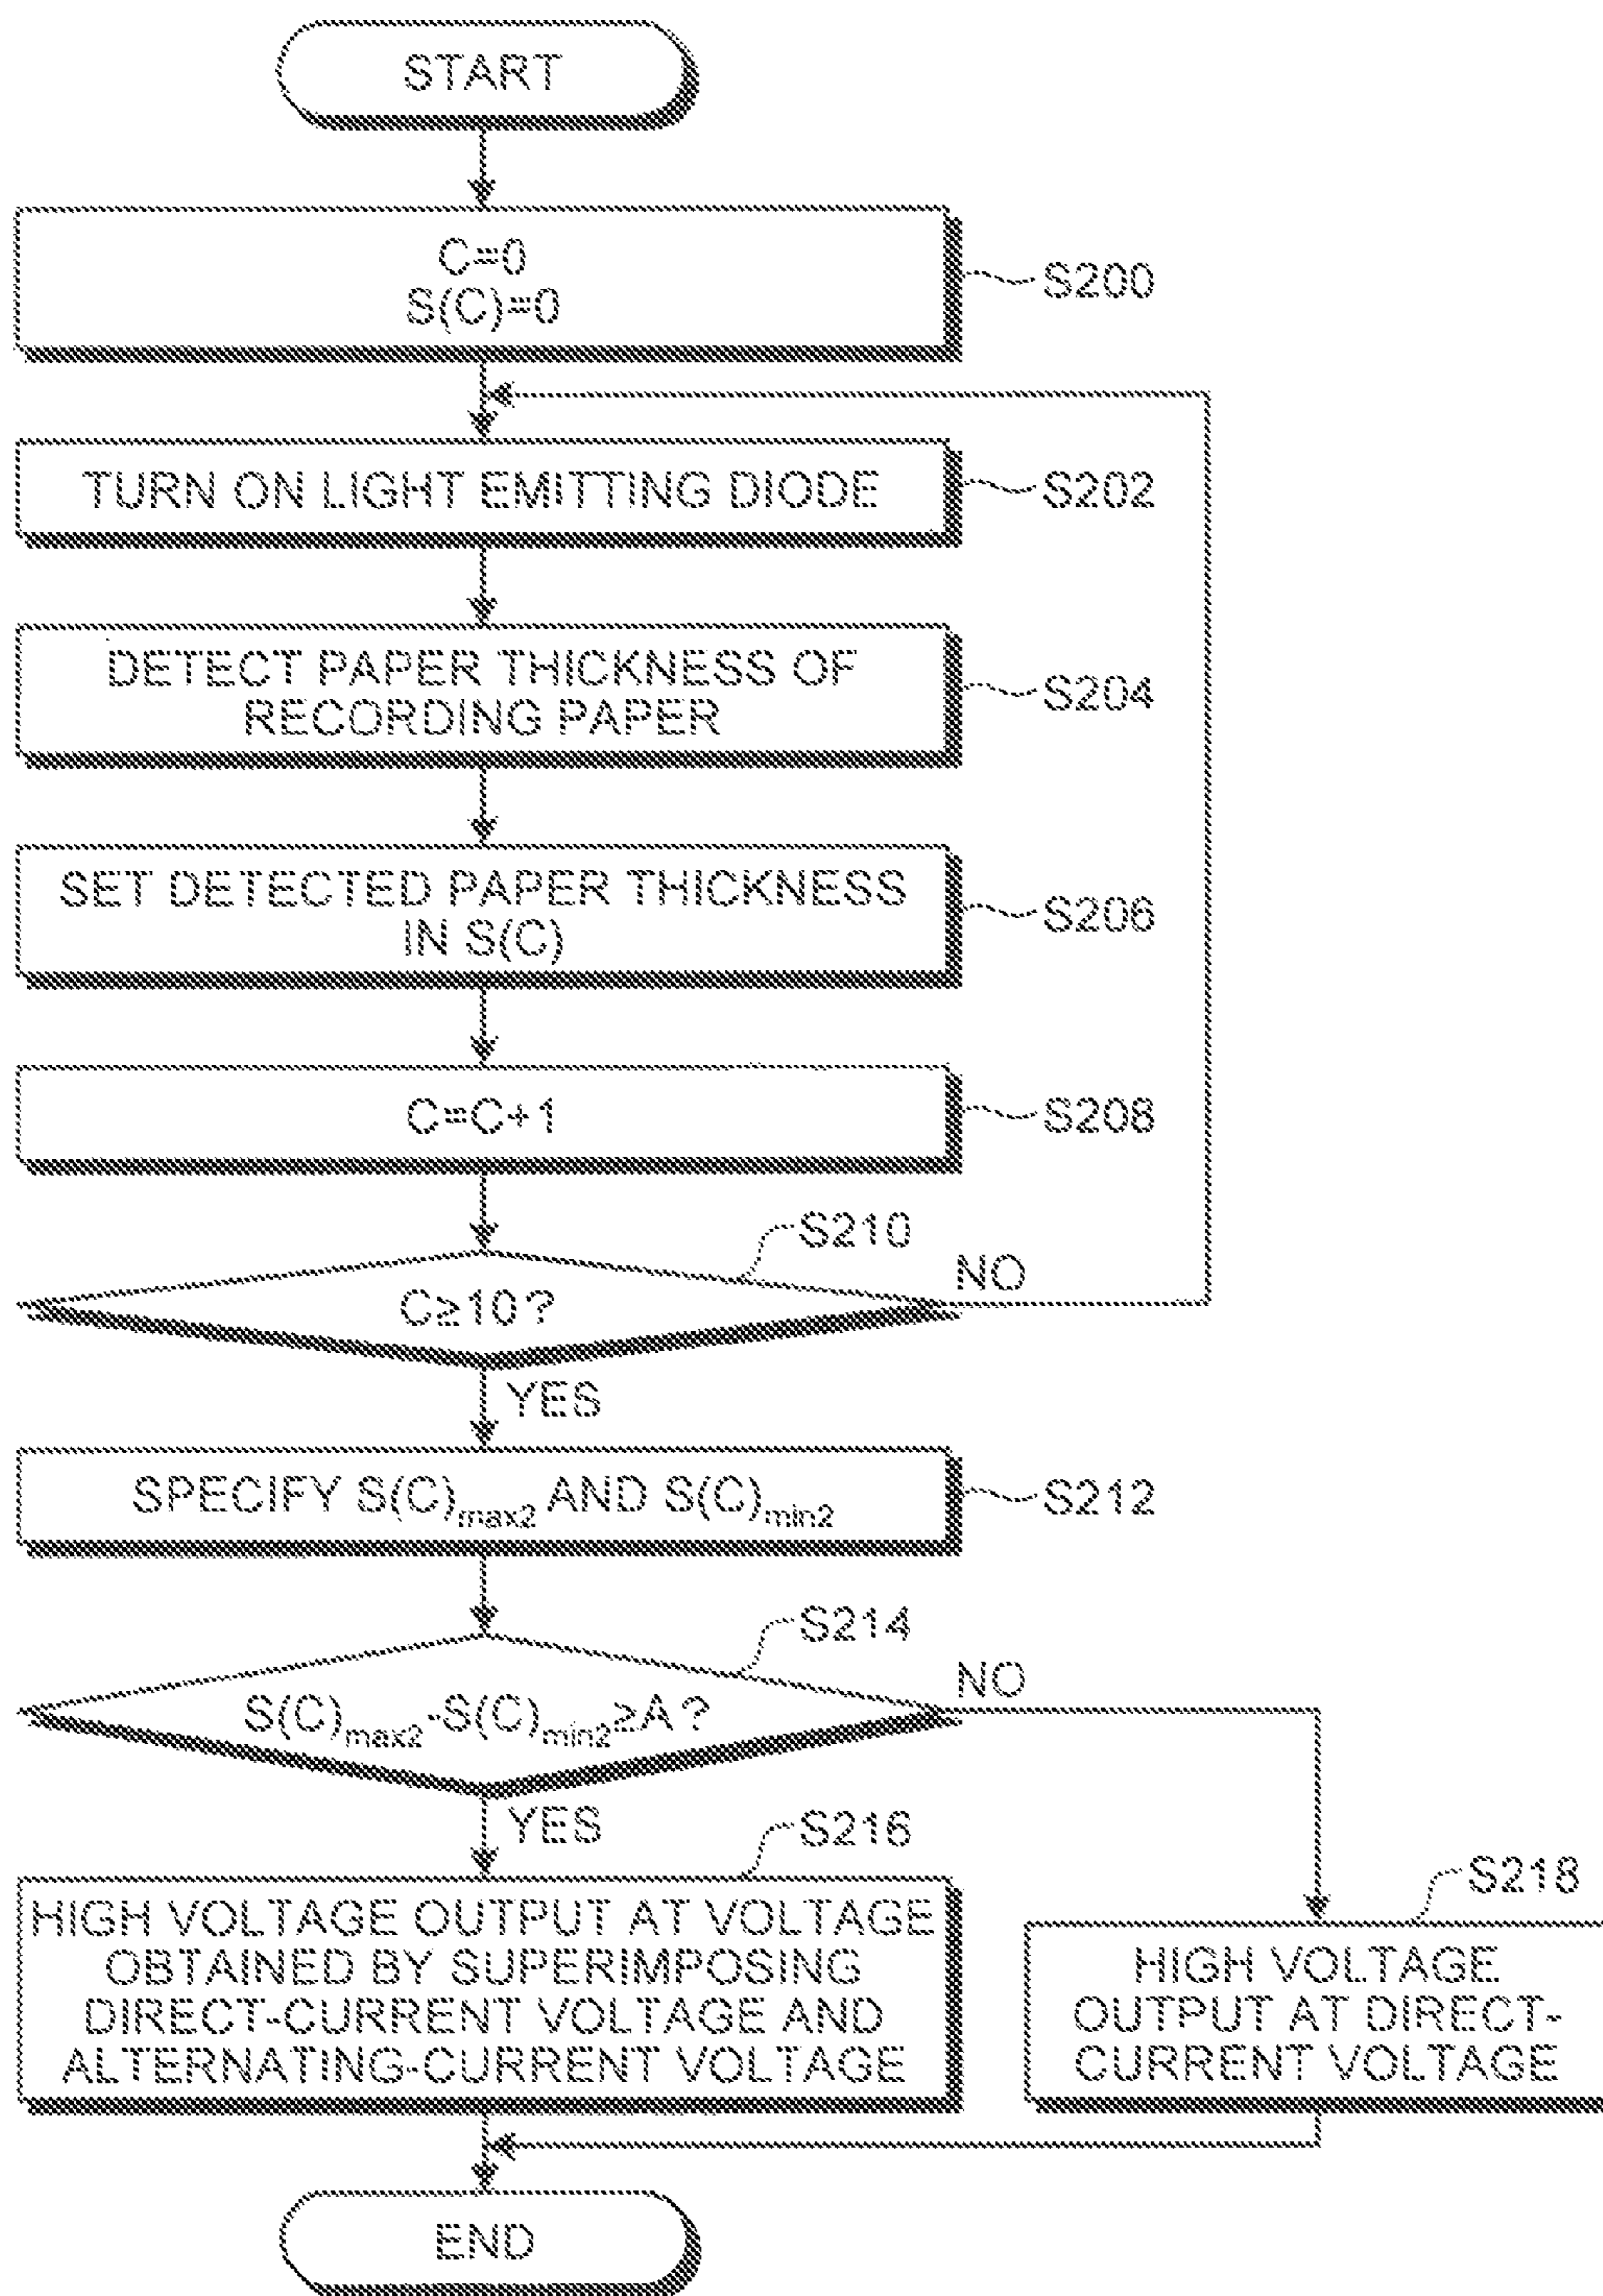 START
C=0
S(C)=0
S200
TURN ON LIGHT EMITTING DIODE
S202
DETECT PAPER THICKNESS OF
RECORDING PAPER
S204
SET DETECTED PAPER THICKNESS
IN S(C)
S206
C=C+1
S208
S210
C≥10?
NO
YES
SPECIFY S(C)max2 AND S(C)min2
S212
S214
S(C)max2-S(C)min2≥A?
NO
YES
S216
HIGH VOLTAGE OUTPUT AT VOLTAGE
OBTAINED BY SUPERIMPOSING
DIRECT-CURRENT VOLTAGE AND
ALTERNATING-CURRENT VOLTAGE
S218
HIGH VOLTAGE
OUTPUT AT DIRECT-
CURRENT VOLTAGE
END